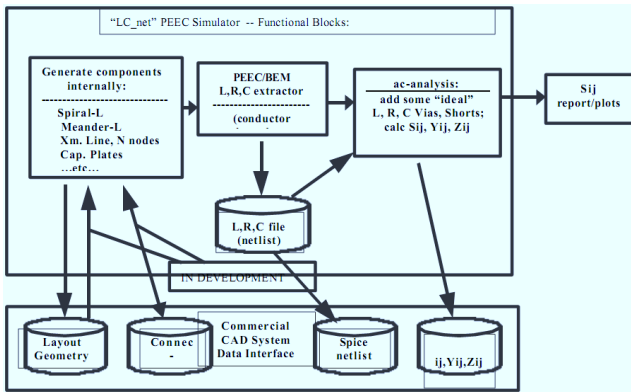 “LC_net” PEEC Simulator -- Functional Blocks:
Generate components
internally:
------------------------------
Spiral-L
Meander-L
Xm. Line, N nodes
Cap. Plates
...etc...
PEEC/BEM
L,R,C extractor
------------------------
(conductor
ac-analysis:
add some “ideal”
L, R, C Vias, Shorts;
calc Sij, Yij, Zij
Sij
report/plots
L,R,C file
(netlist)
IN DEVELOPMENT
Layout
Geometry
Connec
-
Commercial
CAD System
Data Interface
Spice
netlist
ij,Yij,Zij